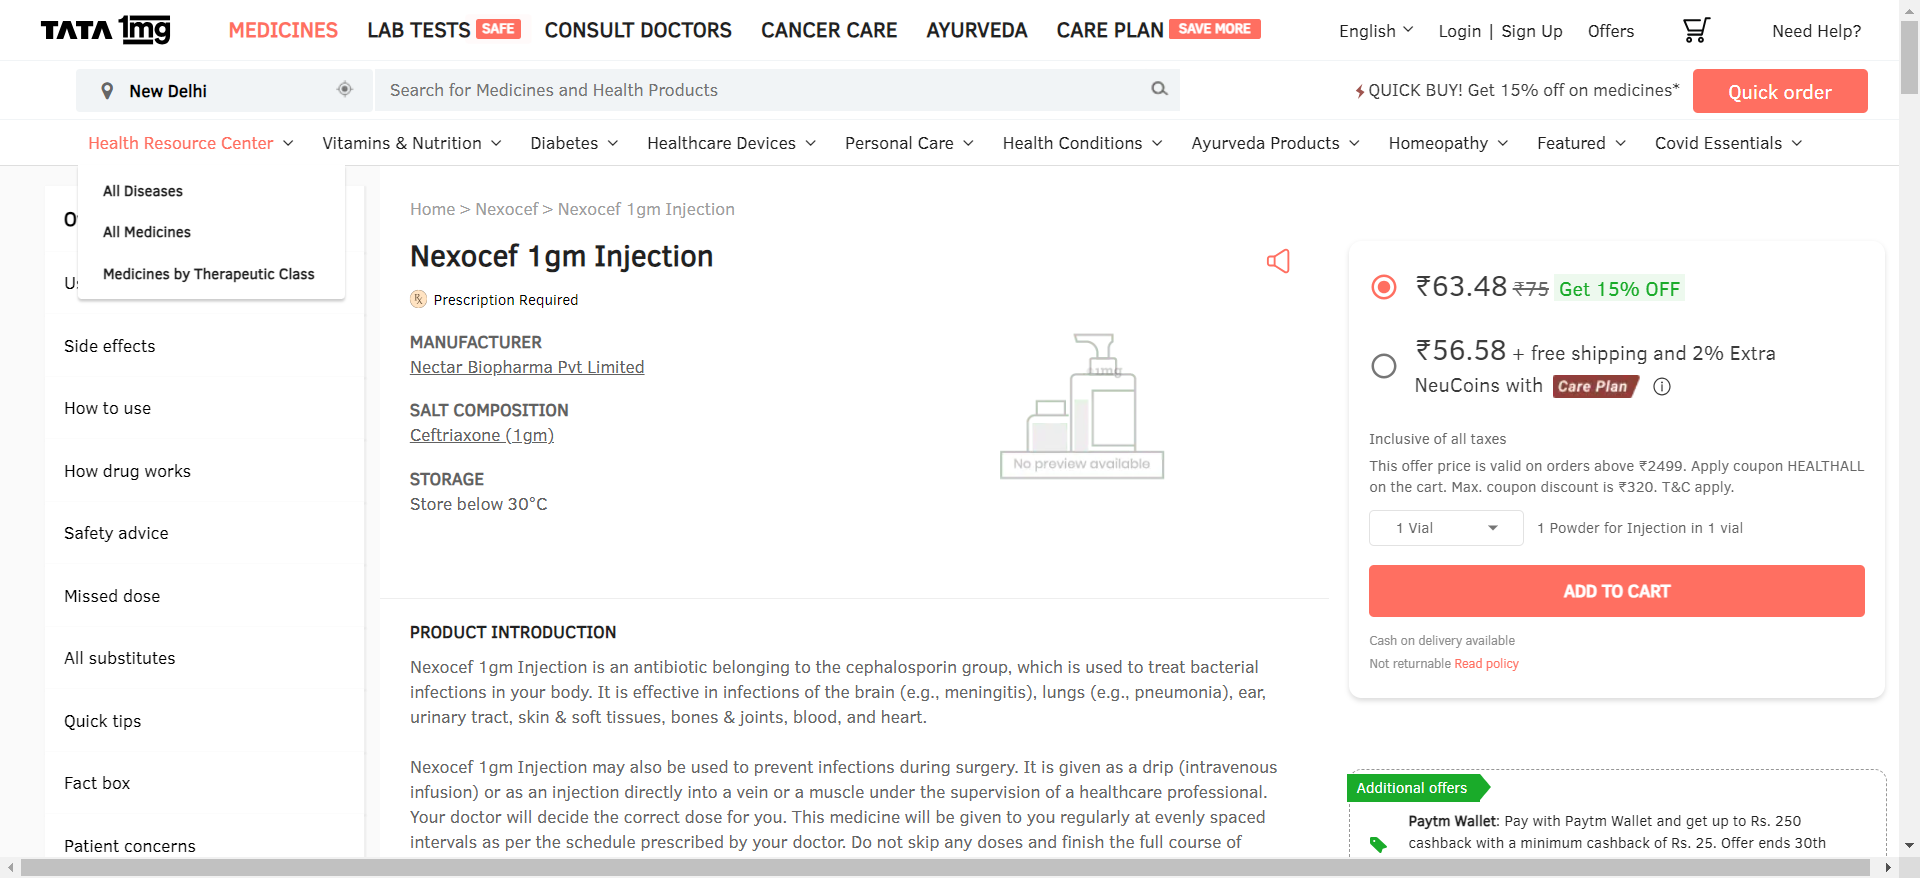 TATA 1mg
MEDICINES
LAB TESTS SAFE
CONSULT DOCTORS
CANCER CARE
AYURVEDA
CARE PLAN SAVE MORE
English
Login | Sign Up
Offers
Need Help?
New Delhi
Search for Medicines and Health Products
QUICK BUY! Get 15% off on medicines*
Quick order
Health Resource Center
Vitamins & Nutrition
Diabetes
Healthcare Devices
Personal Care
Health Conditions
Ayurveda Products
Homeopathy
Featured
Covid Essentials
All Diseases
All Medicines
Medicines by Therapeutic Class
Side effects
How to use
How drug works
Safety advice
Missed dose
All substitutes
Quick tips
Fact box
Patient concerns
Home > Nexocef > Nexocef 1gm Injection
Nexocef 1gm Injection
Rx Prescription Required
MANUFACTURER
Nectar Biopharma Pvt Limited
SALT COMPOSITION
Ceftriaxone (1gm)
STORAGE
Store below 30°C
1mg
No preview available
PRODUCT INTRODUCTION
Nexocef 1gm Injection is an antibiotic belonging to the cephalosporin group, which is used to treat bacterial
infections in your body. It is effective in infections of the brain (e.g., meningitis), lungs (e.g., pneumonia), ear,
urinary tract, skin & soft tissues, bones & joints, blood, and heart.
Nexocef 1gm Injection may also be used to prevent infections during surgery. It is given as a drip (intravenous
infusion) or as an injection directly into a vein or a muscle under the supervision of a healthcare professional.
Your doctor will decide the correct dose for you. This medicine will be given to you regularly at evenly spaced
intervals as per the schedule prescribed by your doctor. Do not skip any doses and finish the full course of
₹63.48 ₹75 Get 15% OFF
₹56.58 + free shipping and 2% Extra
NeuCoins with Care Plan
Inclusive of all taxes
This offer price is valid on orders above ₹2499. Apply coupon HEALTHALL
on the cart. Max. coupon discount is ₹320. T&C apply.
1 Vial
1 Powder for Injection in 1 vial
ADD TO CART
Cash on delivery available
Not returnable Read policy
Additional offers
Paytm Wallet: Pay with Paytm Wallet and get up to Rs. 250
cashback with a minimum cashback of Rs. 25. Offer ends 30th